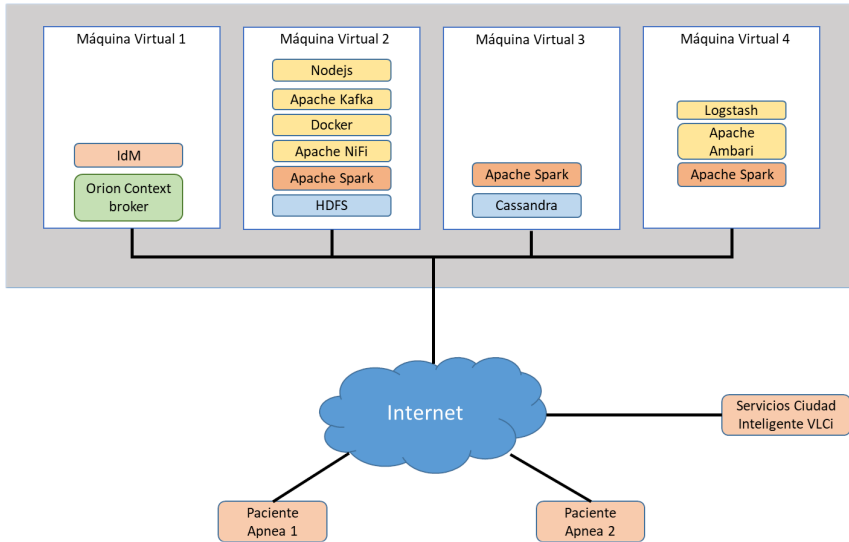 Máquina Virtual 1
IdM
Orion Context
broker
Máquina Virtual 2
Nodejs
Apache Kafka
Docker
Apache NiFi
Apache Spark
HDFS
Máquina Virtual 3
Apache Spark
Cassandra
Máquina Virtual 4
Logstash
Apache
Ambari
Apache Spark
Internet
Servicios Ciudad
Inteligente VLCi
Paciente
Apnea 1
Paciente
Apnea 2